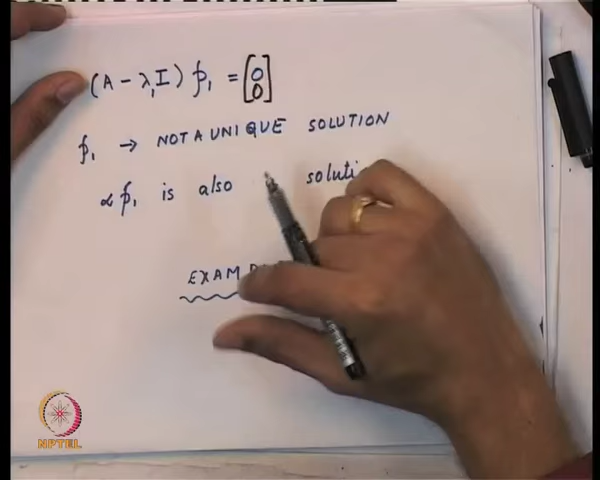 (A − λ₁I) p₁ = [0 0]
p₁ → NOT A UNIQUE SOLUTION
α p₁ is also
NPTEL